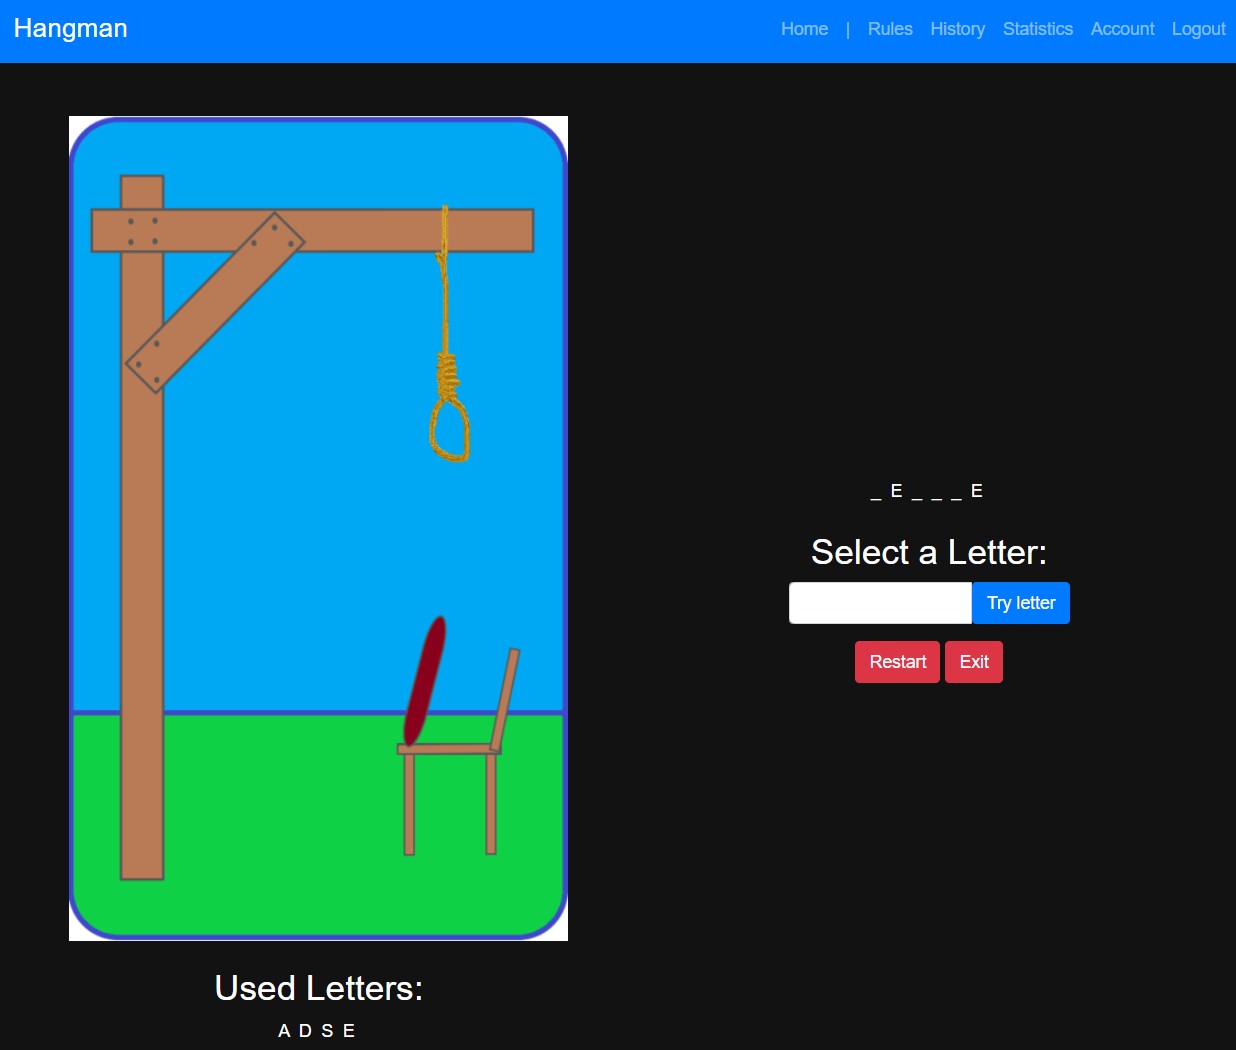 Hangman
Home | Rules History Statistics Account Logout
_ E _ _ _ E
Select a Letter:
Try letter
Restart Exit
Used Letters:
A D S E